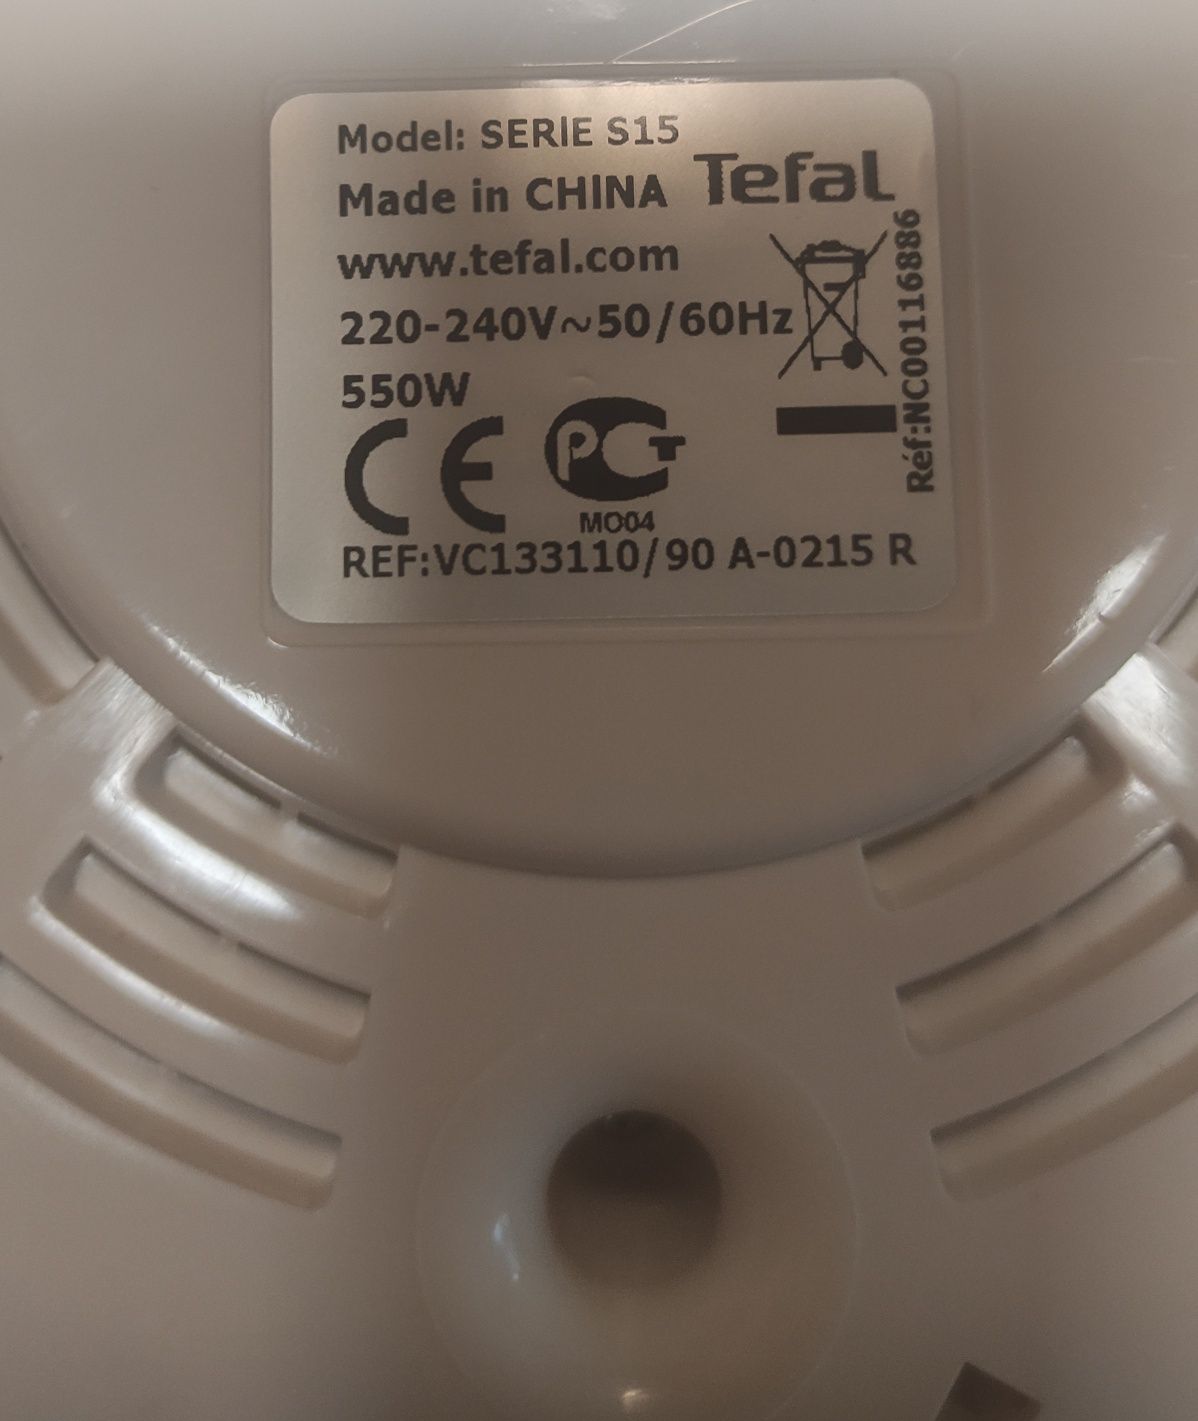 Model: SERIE S15
Made in CHINA
Tefal
www.tefal.com
220-240V~50/60Hz
550W
Réf:NC00116886
CE
PCT
MO04
REF:VC133110/90 A-0215 R